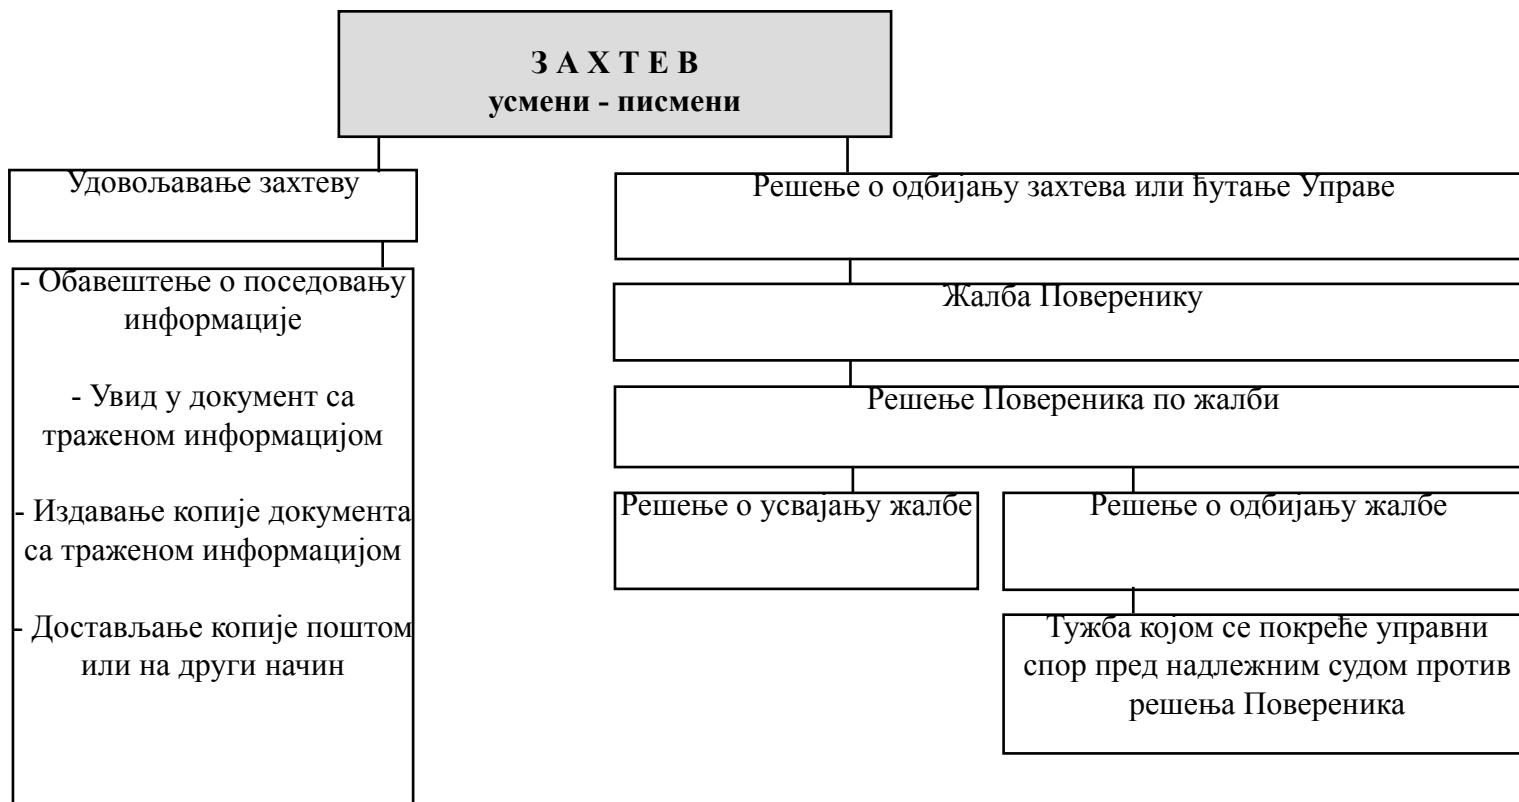 З А Х Т Е В
усмени - писмени
Удовољавање захтеву
- Обавештење о поседовању
информације
- Увид у документ са
траженом информацијом
- Издавање копије документа
са траженом информацијом
- Достављање копије поштом
или на други начин
Решење о одбијању захтева или ћутање Управе
Жалба Поверенику
Решење Повереника по жалби
Решење о усвајању жалбе
Решење о одбијању жалбе
Тужба којом се покреће управни
спор пред надлежним судом против
решења Повереника